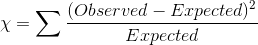 χ = ∑ (Observed − Expected)² / Expected